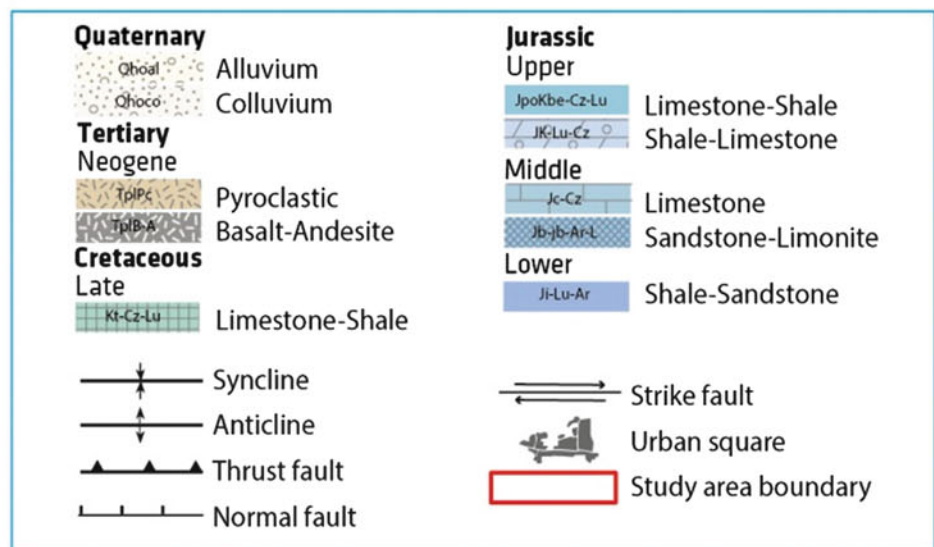 Quaternary
Qhoal Alluvium
Qhoco Colluvium
Tertiary
Neogene
TplPc Pyroclastic
TplB-A Basalt-Andesite
Cretaceous
Late
Kt-Cz-Lu Limestone-Shale
Syncline
Anticline
Thrust fault
Normal fault
Jurassic
Upper
JpoKbe-Cz-Lu Limestone-Shale
JK-Lu-Cz Shale-Limestone
Middle
Jc-Cz Limestone
Jb-jb-Ar-L Sandstone-Limonite
Lower
Ji-Lu-Ar Shale-Sandstone
Strike fault
Urban square
Study area boundary